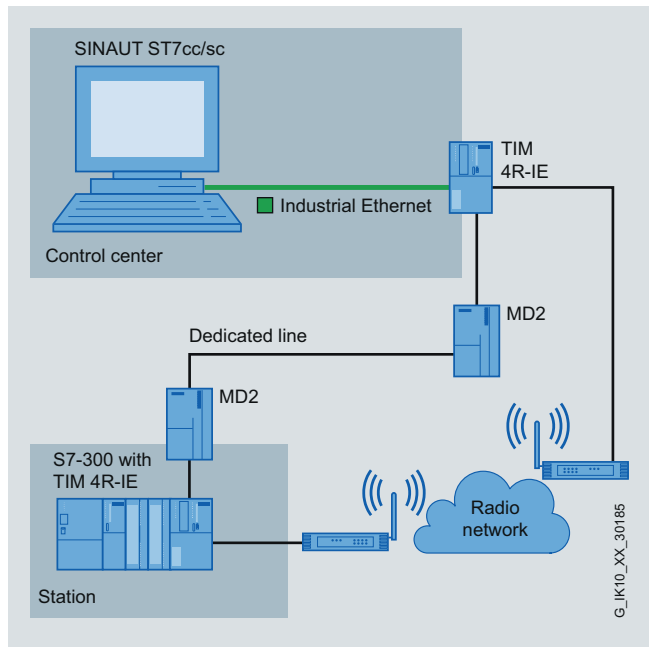 SINAUT ST7cc/sc
TIM
4R-IE
Industrial Ethernet
Control center
MD2
Dedicated line
MD2
S7-300 with
TIM 4R-IE
Radio
network
Station
G_IK10_XX_30185